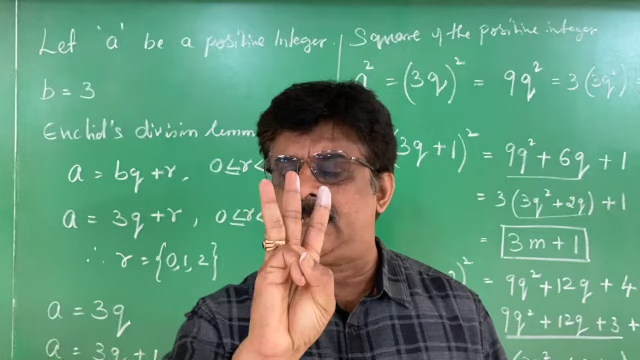 Let 'a' be a positive Integer.
b = 3
Euclid's division lemma
a = bq + r, 0≤r<
a = 3q + r, 0≤r<
∴ r = {0,1,2}
a = 3q
a = 3q + 1
Square of the positive integer
a² = (3q)² = 9q² = 3(3q²)
(3q + 1)² = 9q² + 6q + 1
= 3(3q² + 2q) + 1
= 3m + 1
)² = 9q² + 12q + 4
9q² + 12q + 3 +